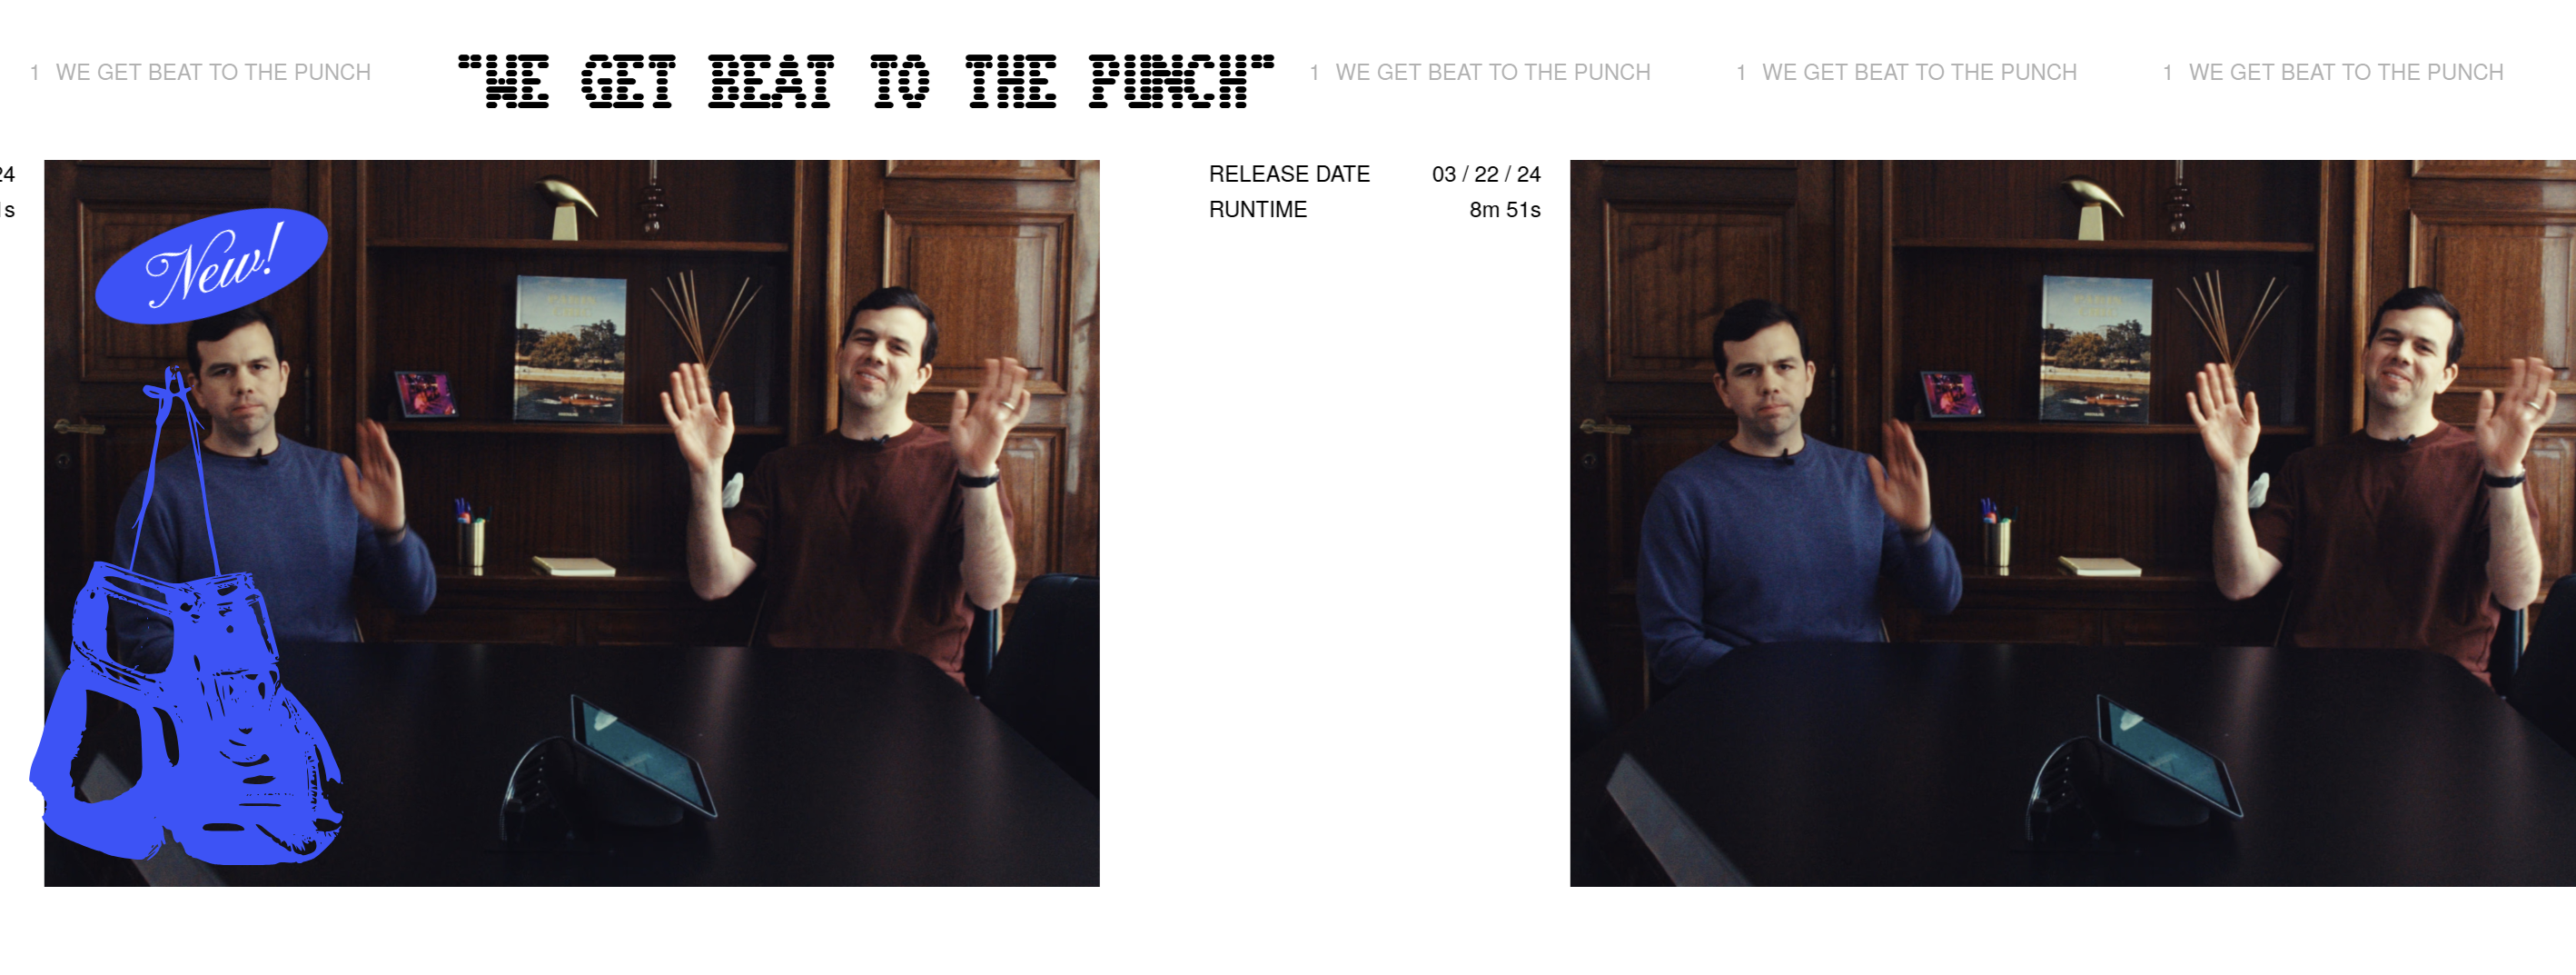 1 WE GET BEAT TO THE PUNCH
"WE GET BEAT TO THE PUNCH"
1 WE GET BEAT TO THE PUNCH
1 WE GET BEAT TO THE PUNCH
1 WE GET BEAT TO THE PUNCH
24
RELEASE DATE 03 / 22 / 24
RUNTIME 8m 51s
New!